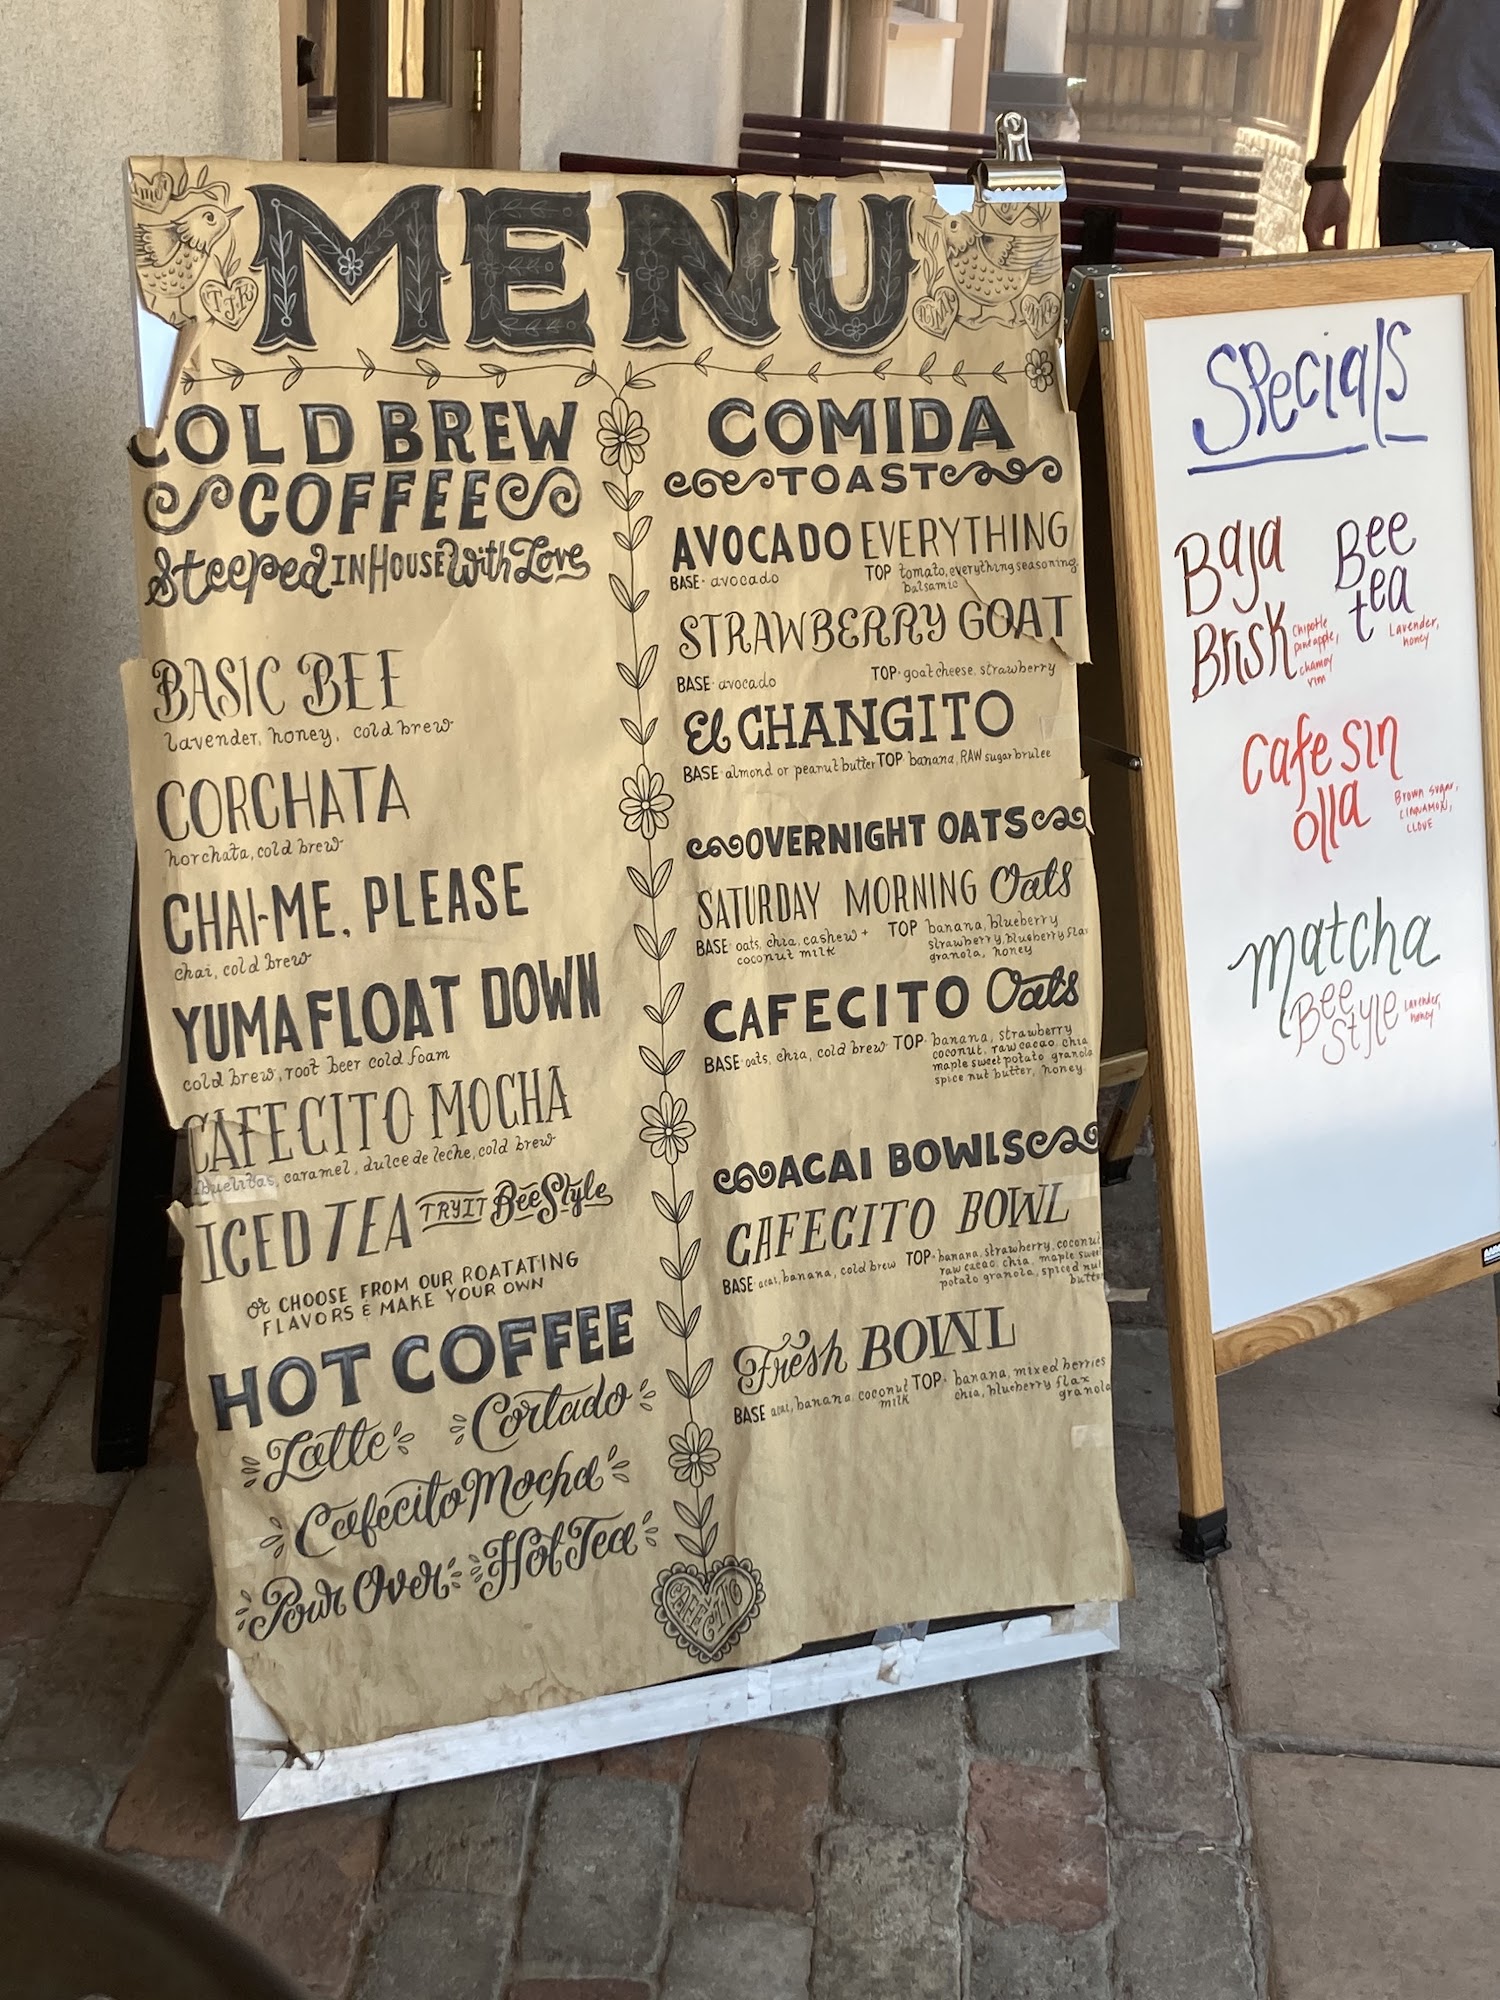 MENU
COLD BREW
COFFEE
Steeped IN HOUSE With Love
BASIC BEE
lavender, honey, cold brew
CORCHATA
horchata, cold brew
CHAI-ME, PLEASE
chai, cold brew
YUMA FLOAT DOWN
cold brew, root beer cold foam
CAFECITO MOCHA
caramel, dulce de leche, cold brew
ICED TEA TRY IT Bee Style
or CHOOSE FROM OUR ROATATING
FLAVORS & MAKE YOUR OWN
HOT COFFEE
Latte Cortado
Cafecito Mocha
Pour Over Hot Tea
COMIDA
TOAST
AVOCADO EVERYTHING
BASE· avocado TOP tomato, everything seasoning,
balsamic
STRAWBERRY GOAT
BASE· avocado TOP· goat cheese, strawberry
El CHANGITO
BASE· almond or peanut butter TOP· banana, RAW sugar brulee
OVERNIGHT OATS
SATURDAY MORNING Oats
BASE· oats, chia, cashew + TOP banana, blueberry
coconut milk strawberry, blueberry flax
granola, honey
CAFECITO Oats
BASE· oats, chia, cold brew TOP· banana, strawberry
coconut, raw cacao, chia
maple sweet potato granola
spice nut butter, honey.
ACAI BOWLS
CAFECITO BOWL
BASE· acai, banana, cold brew TOP· banana, strawberry, coconut
raw cacao, chia, maple sweet
potato granola, spiced nut
butter
Fresh BOWL
BASE acai, banana, coconut TOP· banana, mixed berries
milk chia, blueberry flax
granola
CAFECITO
Specials
Baja
Brisk
Chipotle
pineapple,
chamoy
rim
Bee
tea
Lavender,
honey
Cafe sin
olla
Brown sugar,
cinnamon,
clove
Matcha
Bee
Style
Lavender,
honey